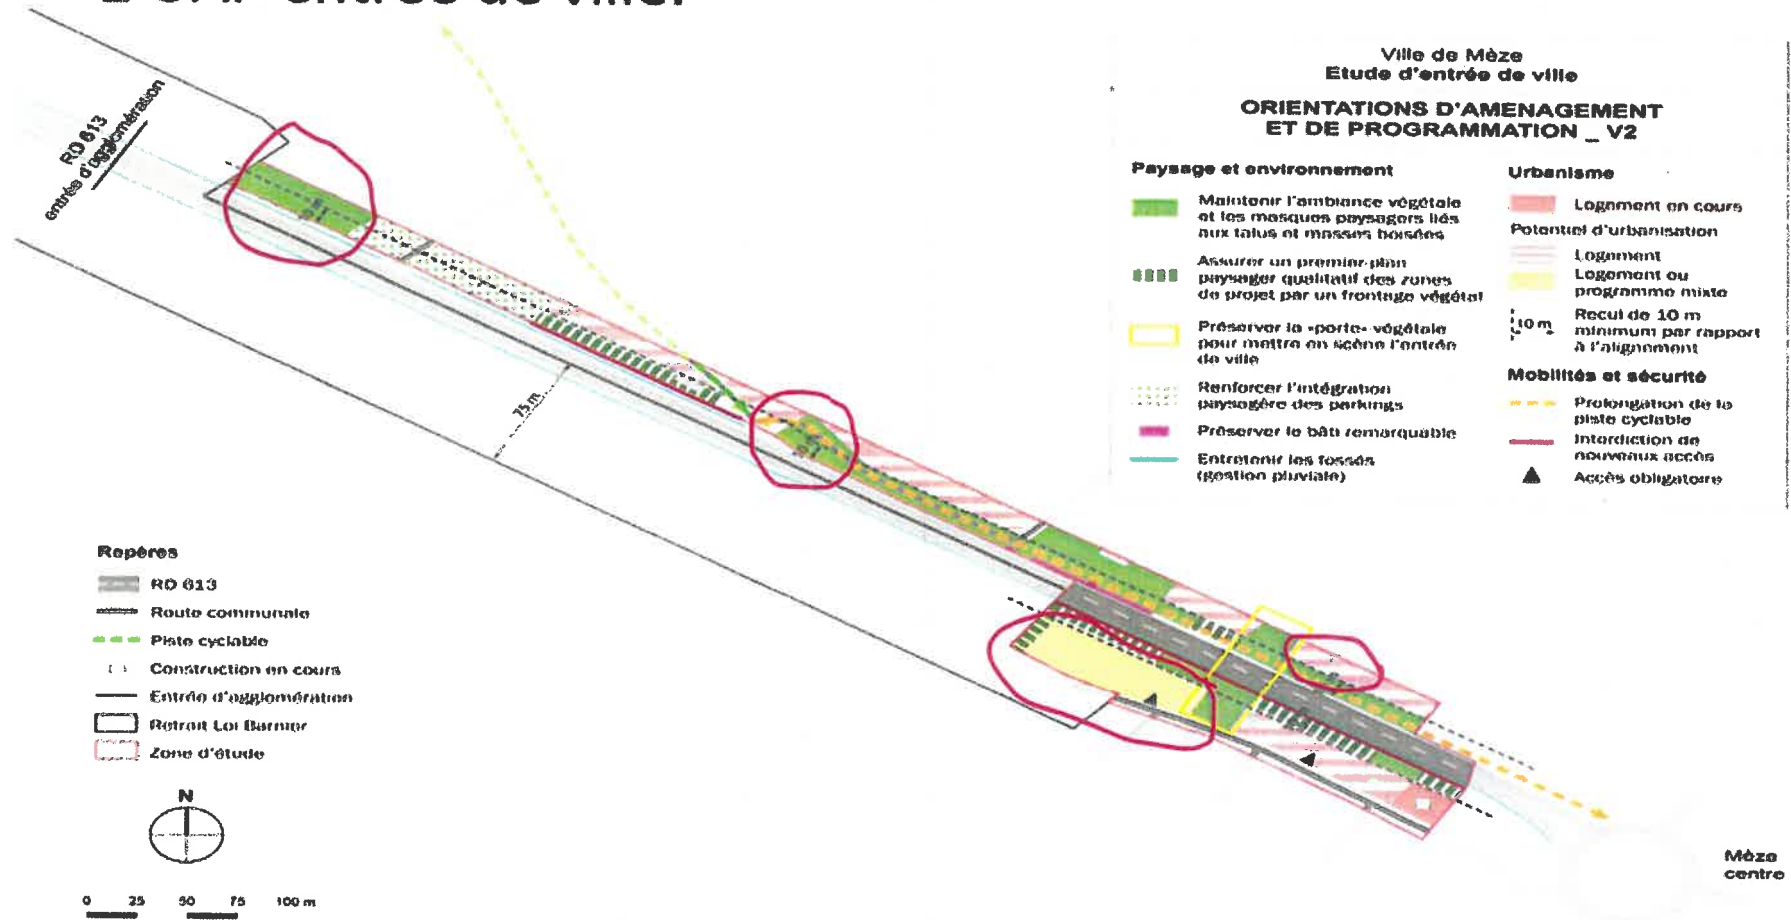 entrée de ville.
RD 613
entrée d'agglomération
75 m
Ville de Mèze
Etude d'entrée de ville
ORIENTATIONS D'AMENAGEMENT
ET DE PROGRAMMATION _ V2
Paysage et environnement
Maintenir l'ambiance végétale
et les masques paysagers liés
aux talus et masses boisées
Assurer un premier-plan
paysager qualitatif des zones
de projet par un frontage végétal
Préserver la «porte» végétale
pour mettre en scène l'entrée
de ville
Renforcer l'intégration
paysagère des parkings
Préserver le bâti remarquable
Entretenir les fossés
(gestion pluviale)
Urbanisme
Logement en cours
Potentiel d'urbanisation
Logement
Logement ou
programme mixte
10 m
Recul de 10 m
minimum par rapport
à l'alignement
Mobilités et sécurité
Prolongation de la
piste cyclable
Interdiction de
nouveaux accès
Accès obligatoire
Repères
RD 613
Route communale
Piste cyclable
Construction en cours
Entrée d'agglomération
Retrait Loi Barnier
Zone d'étude
N
0 25 50 75 100 m
Mèze
centre